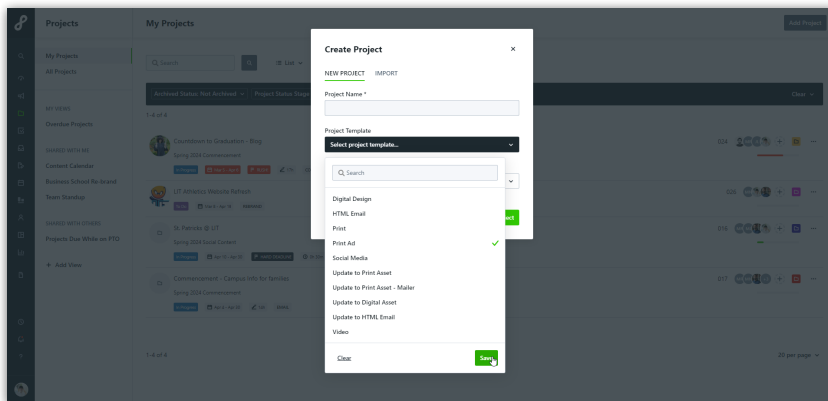 Projects
My Projects
Add Project
My Projects
All Projects
MY VIEWS
Overdue Projects
SHARED WITH ME
Content Calendar
Business School Re-brand
Team Standup
SHARED WITH OTHERS
Projects Due While on PTO
+ Add View
Search
List
Archived Status: Not Archived
Project Status Stage
Clear
1-4 of 4
Countdown to Graduation - Blog
Spring 2024 Commencement
UT Athletics Website Refresh
St. Patricks @ UT
Spring 2024 Social Content
Commencement - Campus Info for families
Spring 2024 Commencement
1-4 of 4
20 per page
Create Project
NEW PROJECT IMPORT
Project Name *
Project Template
Select project template...
Search
Digital Design
HTML Email
Print
Print Ad
Social Media
Update to Print Asset
Update to Print Asset - Mailer
Update to Digital Asset
Update to HTML Email
Video
Clear
Save